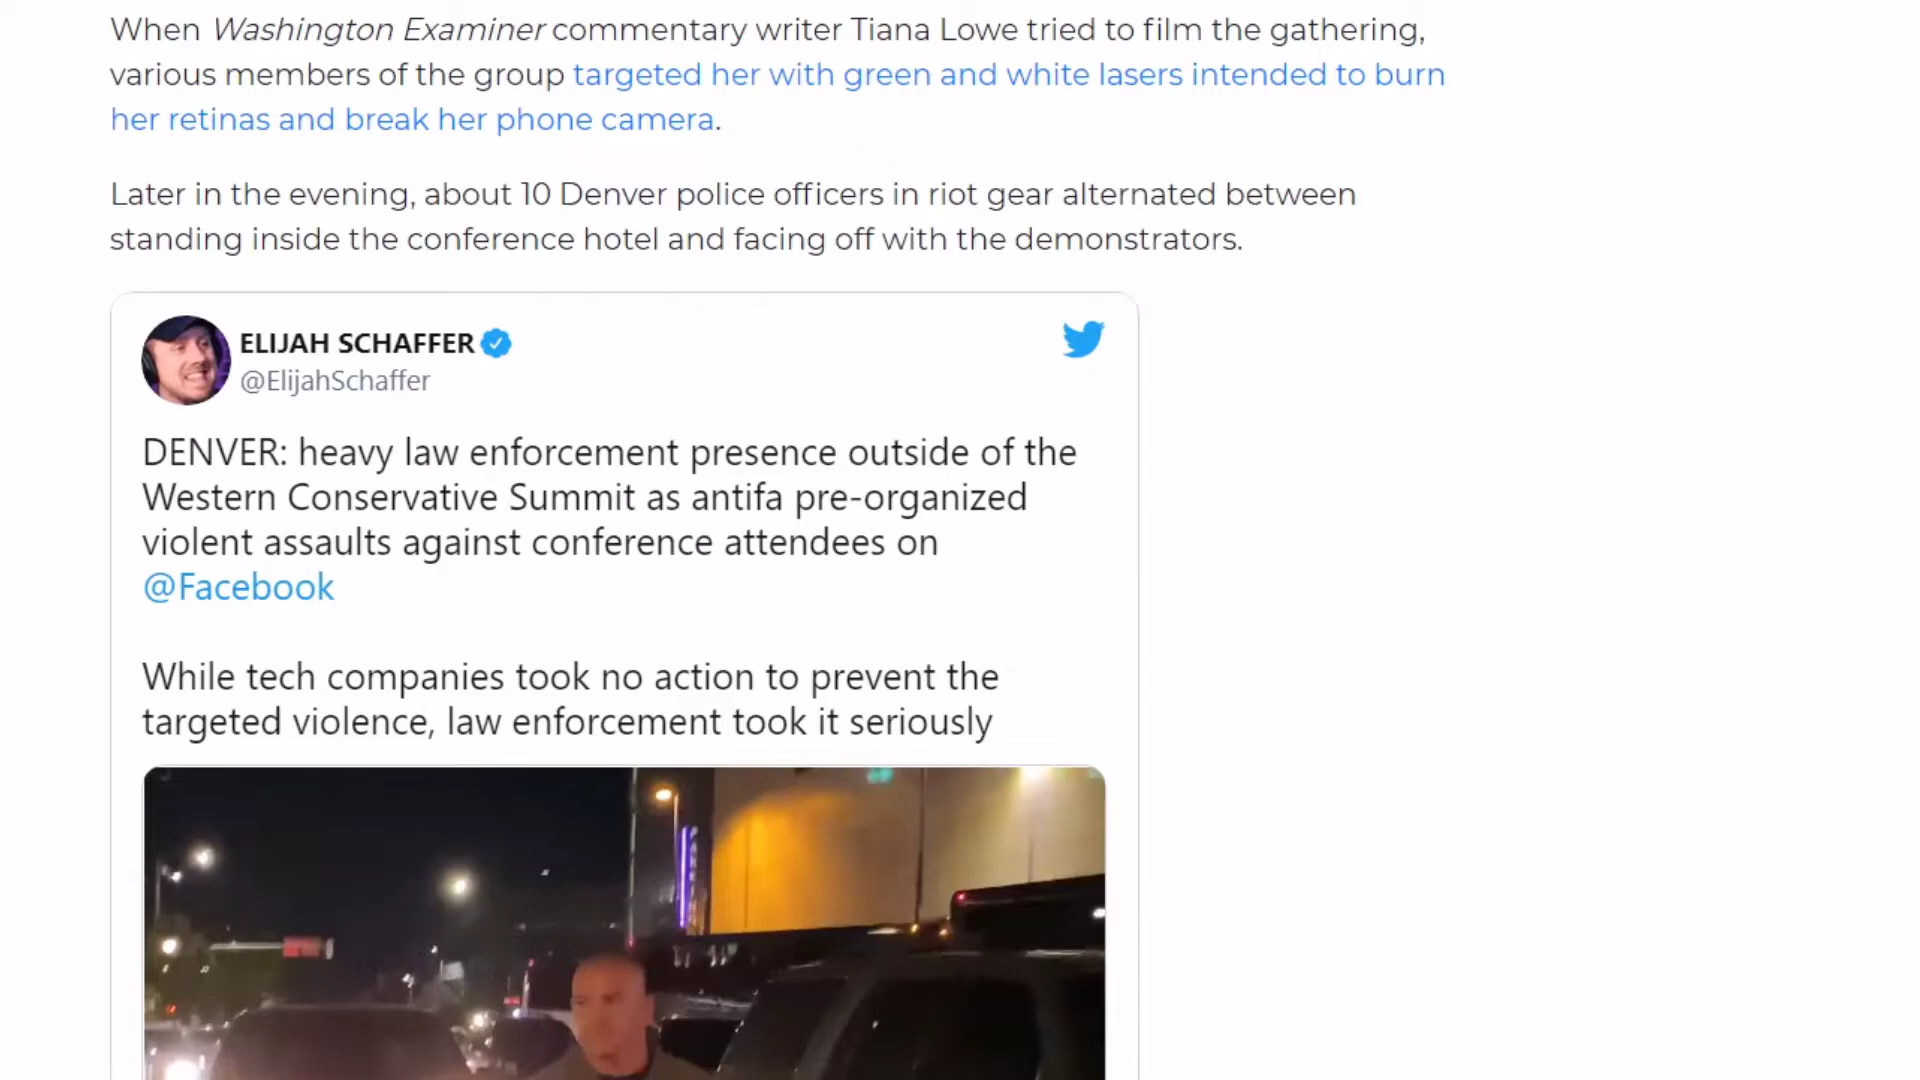 When Washington Examiner commentary writer Tiana Lowe tried to film the gathering,
various members of the group targeted her with green and white lasers intended to burn
her retinas and break her phone camera.
Later in the evening, about 10 Denver police officers in riot gear alternated between
standing inside the conference hotel and facing off with the demonstrators.
ELIJAH SCHAFFER
@ElijahSchaffer
DENVER: heavy law enforcement presence outside of the
Western Conservative Summit as antifa pre-organized
violent assaults against conference attendees on
@Facebook
While tech companies took no action to prevent the
targeted violence, law enforcement took it seriously